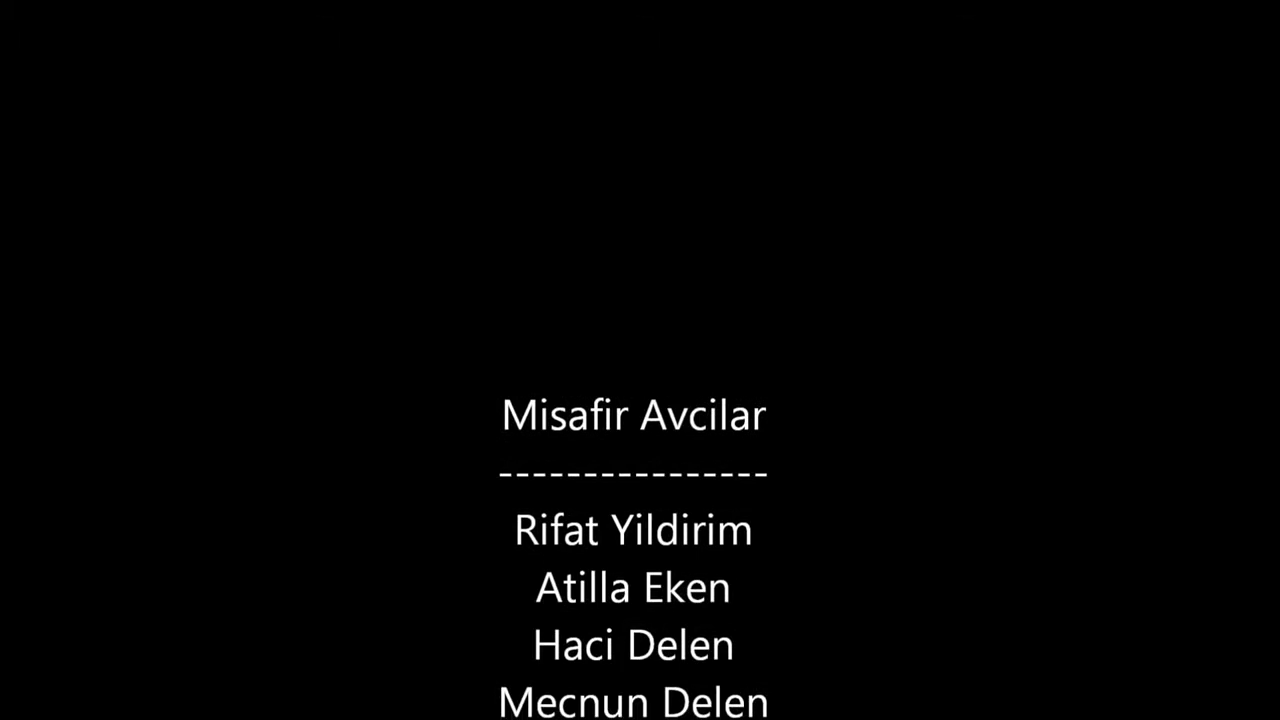 Misafir Avcilar
----------------
Rifat Yildirim
Atilla Eken
Haci Delen
Mecnun Delen